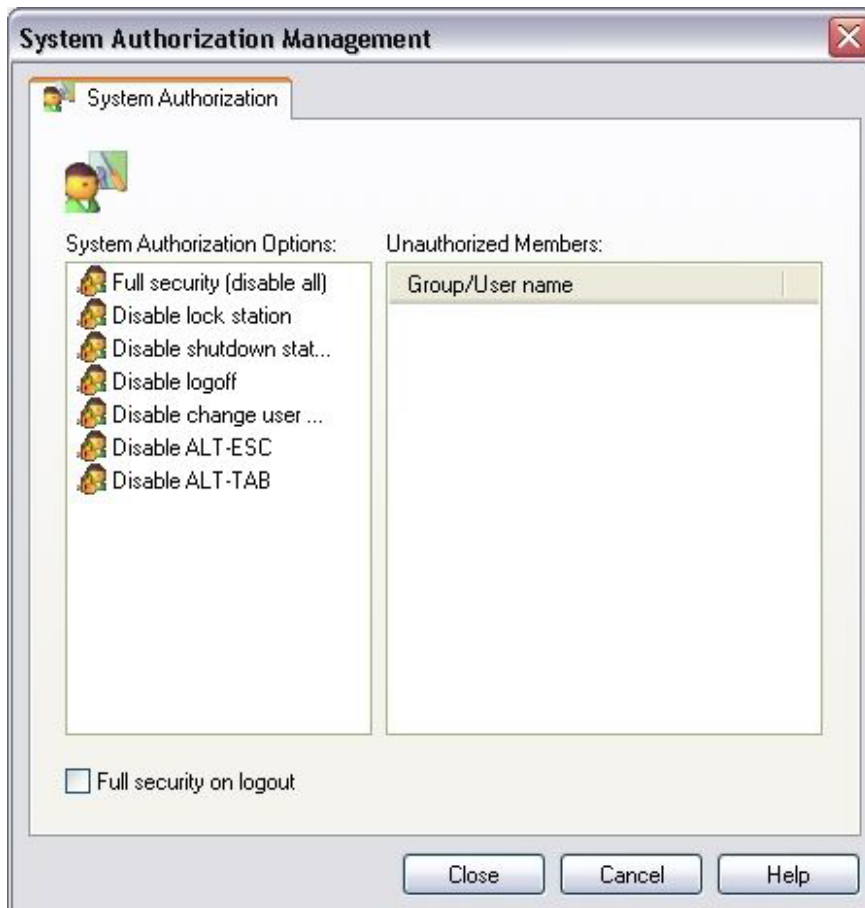 System Authorization Management
System Authorization
System Authorization Options:
Unauthorized Members:
Full security (disable all)
Disable lock station
Disable shutdown stat...
Disable logoff
Disable change user ...
Disable ALT-ESC
Disable ALT-TAB
Group/User name
Full security on logout
Close
Cancel
Help